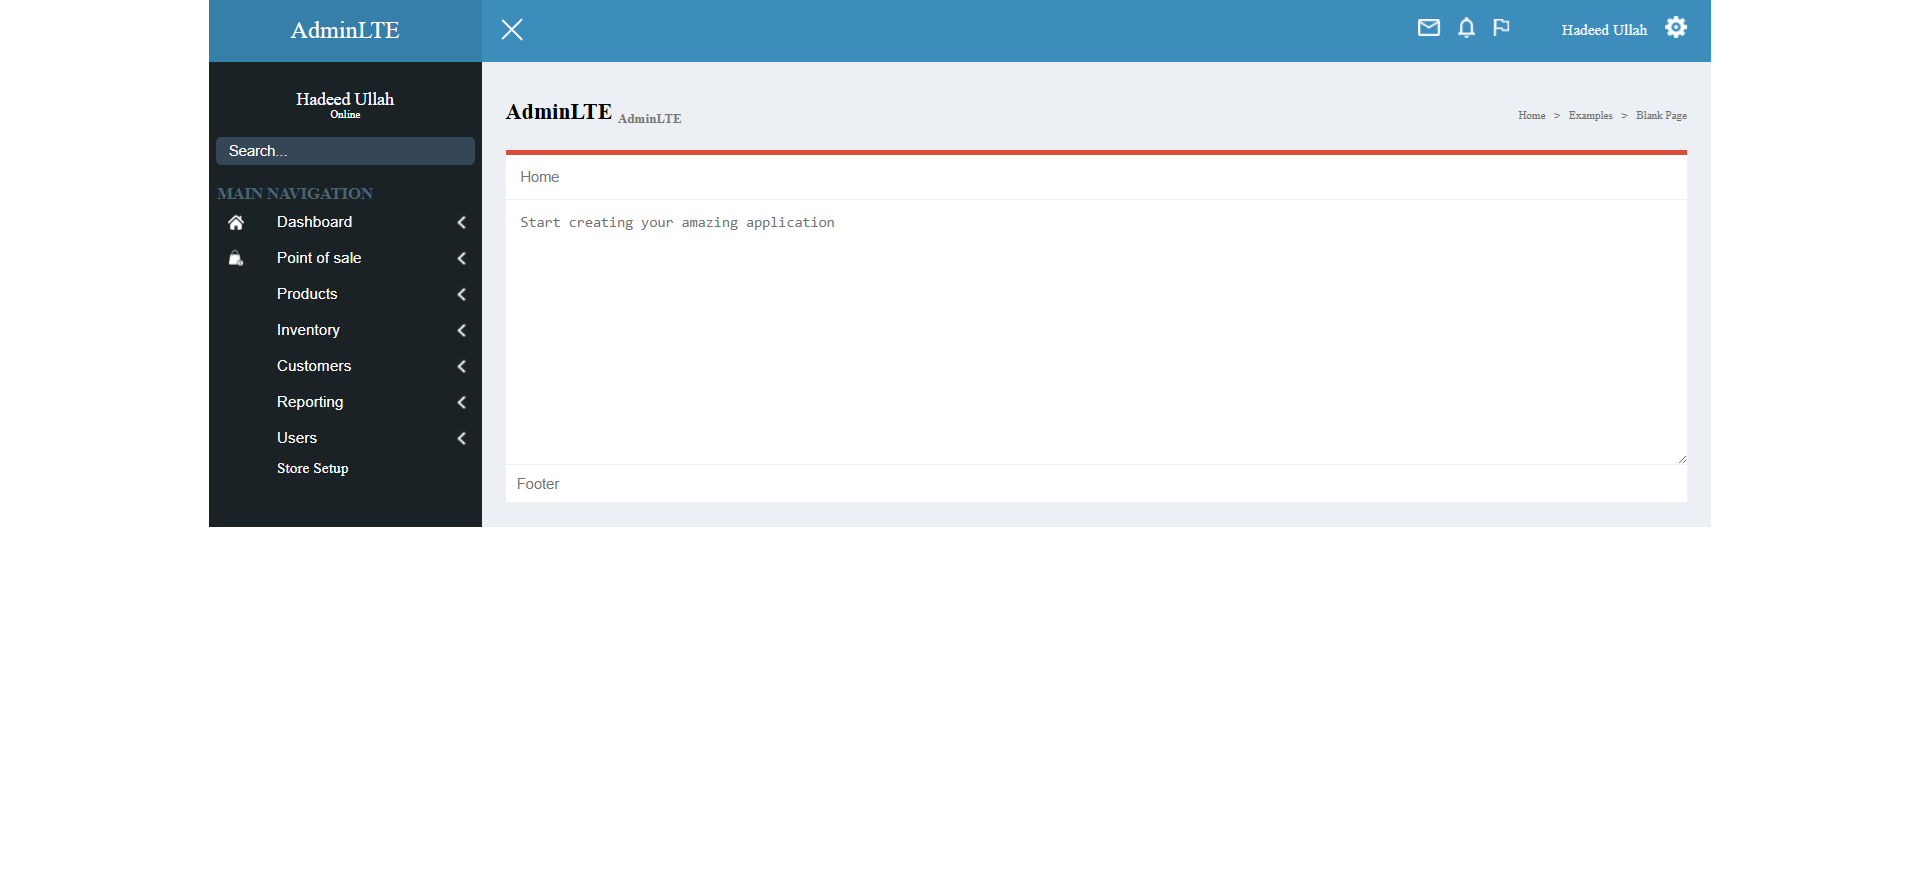 AdminLTE
Hadeed Ullah
Hadeed Ullah
Online
Search...
MAIN NAVIGATION
Dashboard
Point of sale
Products
Inventory
Customers
Reporting
Users
Store Setup
AdminLTE AdminLTE
Home > Examples > Blank Page
Home
Start creating your amazing application
Footer